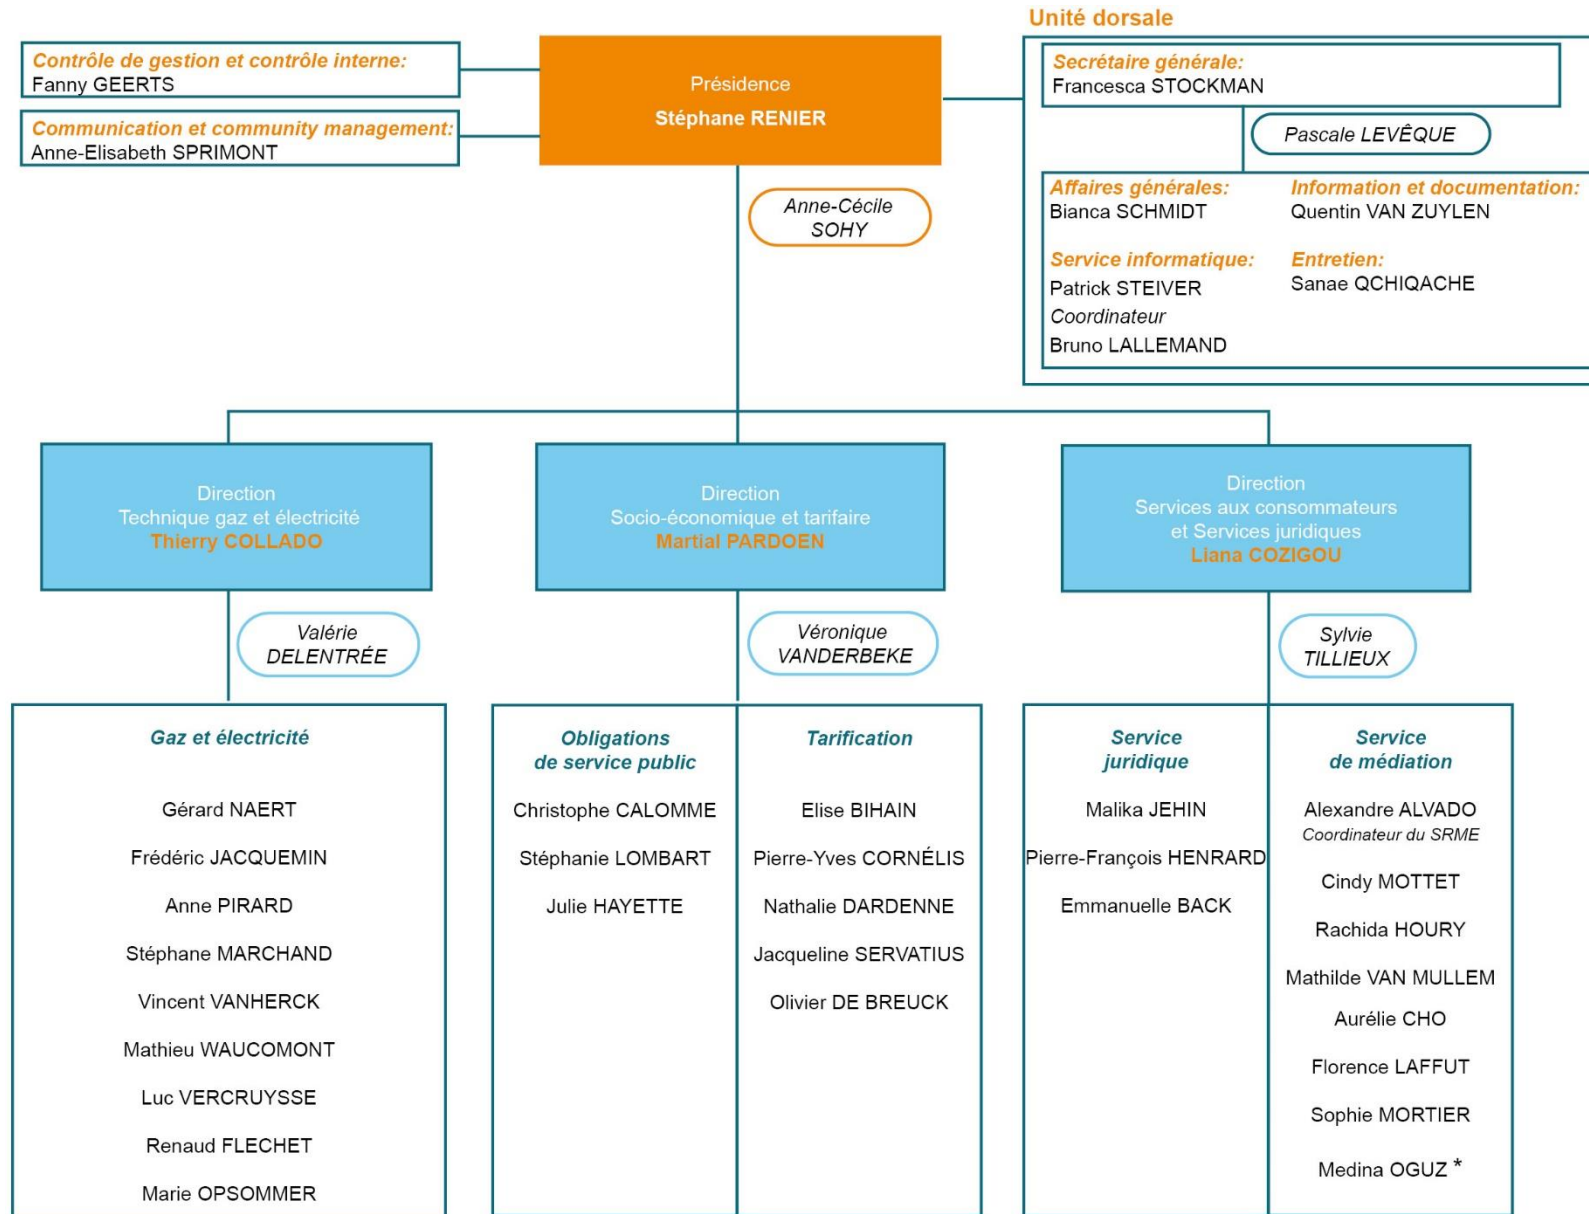 Unité dorsale
Contrôle de gestion et contrôle interne:
Fanny GEERTS
Communication et community management:
Anne-Elisabeth SPRIMONT
Présidence
Stéphane RENIER
Secrétaire générale:
Francesca STOCKMAN
Pascale LEVÊQUE
Affaires générales:
Bianca SCHMIDT
Information et documentation:
Quentin VAN ZUYLEN
Service informatique:
Patrick STEIVER
Coordinateur
Bruno LALLEMAND
Entretien:
Sanae QCHIQACHE
Anne-Cécile
SOHY
Direction
Technique gaz et électricité
Thierry COLLADO
Direction
Socio-économique et tarifaire
Martial PARDOEN
Direction
Services aux consommateurs
et Services juridiques
Liana COZIGOU
Valérie
DELENTRÉE
Véronique
VANDERBEKE
Sylvie
TILLIEUX
Gaz et électricité
Gérard NAERT
Frédéric JACQUEMIN
Anne PIRARD
Stéphane MARCHAND
Vincent VANHERCK
Mathieu WAUCOMONT
Luc VERCRUYSSE
Renaud FLECHET
Marie OPSOMMER
Obligations
de service public
Christophe CALOMME
Stéphanie LOMBART
Julie HAYETTE
Tarification
Elise BIHAIN
Pierre-Yves CORNÉLIS
Nathalie DARDENNE
Jacqueline SERVATIUS
Olivier DE BREUCK
Service
juridique
Malika JEHIN
Pierre-François HENRARD
Emmanuelle BACK
Service
de médiation
Alexandre ALVADO
Coordinateur du SRME
Cindy MOTTET
Rachida HOURY
Mathilde VAN MULLEM
Aurélie CHO
Florence LAFFUT
Sophie MORTIER
Medina OGUZ *